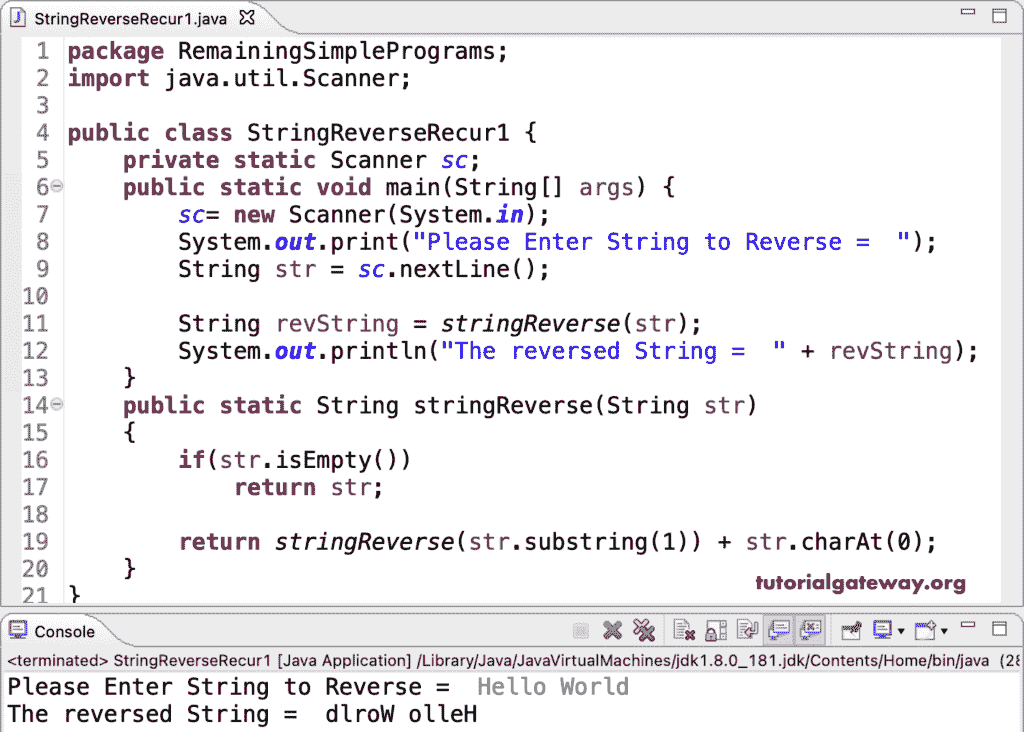 StringReverseRecur1.java
1 package RemainingSimplePrograms;
2 import java.util.Scanner;
3
4 public class StringReverseRecur1 {
5     private static Scanner sc;
6     public static void main(String[] args) {
7         sc= new Scanner(System.in);
8         System.out.print("Please Enter String to Reverse =  ");
9         String str = sc.nextLine();
10
11         String revString = stringReverse(str);
12         System.out.println("The reversed String =  " + revString);
13     }
14     public static String stringReverse(String str)
15     {
16         if(str.isEmpty())
17             return str;
18
19         return stringReverse(str.substring(1)) + str.charAt(0);
20     }
21 }
tutorialgateway.org
Console
<terminated> StringReverseRecur1 [Java Application] /Library/Java/JavaVirtualMachines/jdk1.8.0_181.jdk/Contents/Home/bin/java (28
Please Enter String to Reverse =  Hello World
The reversed String =  dlroW olleH